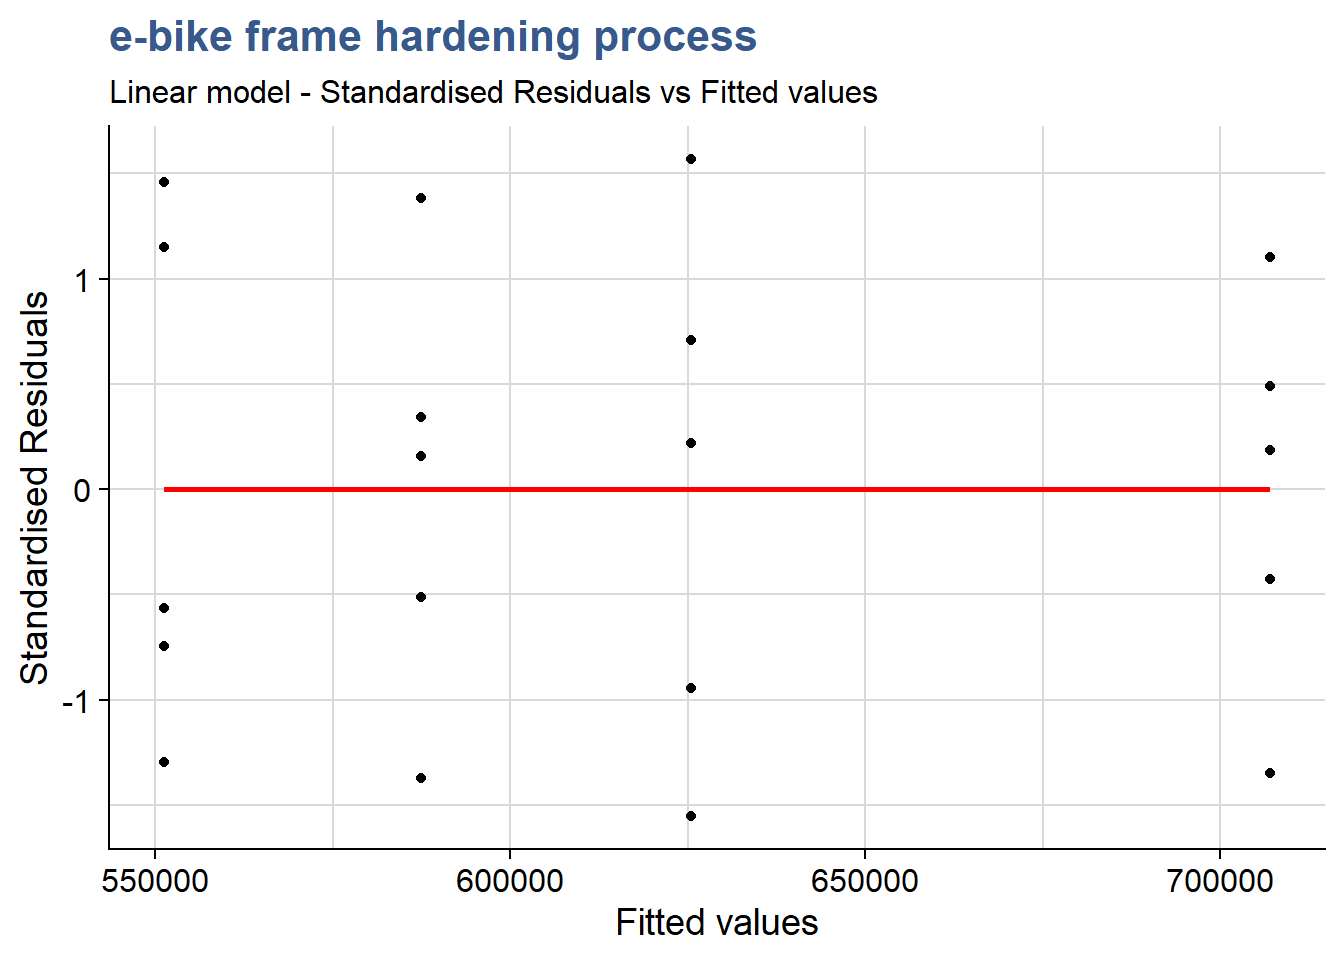 e-bike frame hardening process
Linear model - Standardised Residuals vs Fitted values
Standardised Residuals
1
0
-1
550000 600000 650000 700000
Fitted values